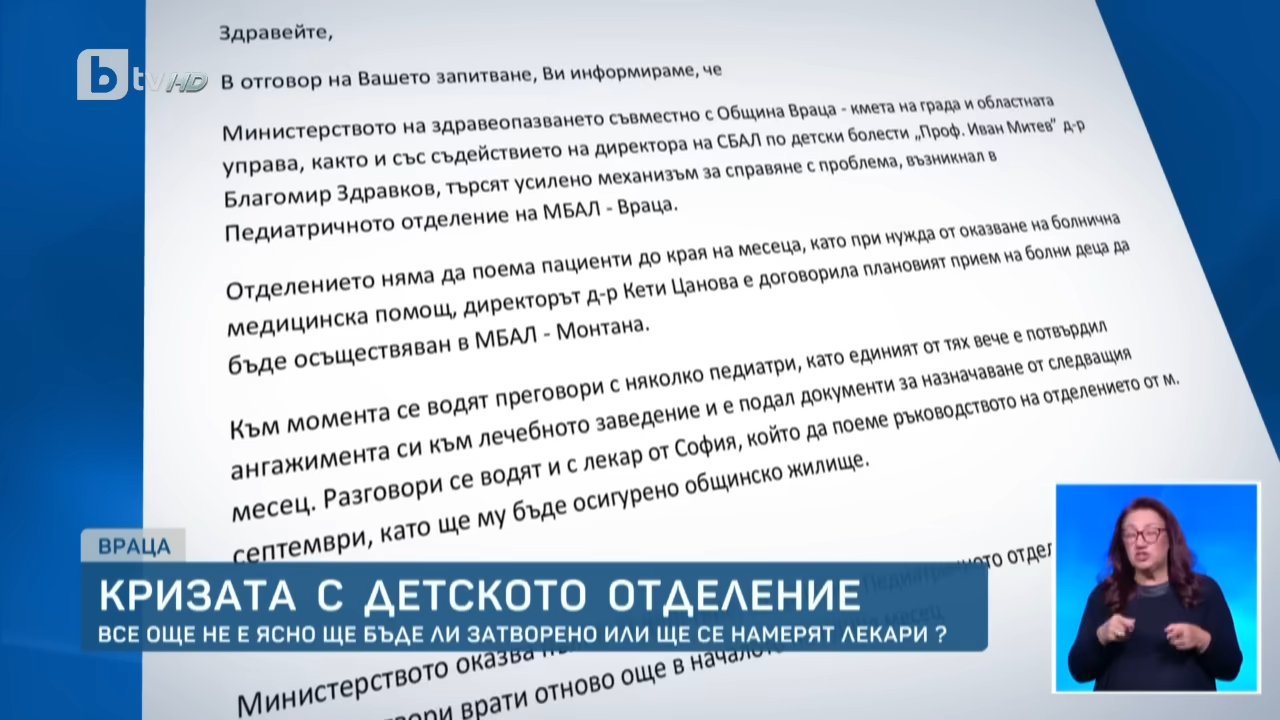 Здравейте,
btv HD
В отговор на Вашето запитване, Ви информираме, че
Министерството на здравеопазването съвместно с Община Враца - кмета на града и областната
управа, както и със съдействието на директора на СБАЛ по детски болести „Проф. Иван Митев" д-р
Благомир Здравков, търсят усилено механизъм за справяне с проблема, възникнал в
Педиатричното отделение на МБАЛ - Враца.
Отделението няма да поема пациенти до края на месеца, като при нужда от оказване на болнична
медицинска помощ, директорът д-р Кети Цанова е договорила плановият прием на болни деца да
бъде осъществяван в МБАЛ - Монтана.
Към момента се водят преговори с няколко педиатри, като единият от тях вече е потвърдил
ангажимента си към лечебното заведение и е подал документи за назначаване от следващия
месец. Разговори се водят и с лекар от София, който да поеме ръководството на отделението от м.
септември, като ще му бъде осигурено общинско жилище.
ВРАЦА
КРИЗАТА С ДЕТСКОТО ОТДЕЛЕНИЕ
ВСЕ ОЩЕ НЕ Е ЯСНО ЩЕ БЪДЕ ЛИ ЗАТВОРЕНО ИЛИ ЩЕ СЕ НАМЕРЯТ ЛЕКАРИ ?
Министерството оказва
врати отново още в